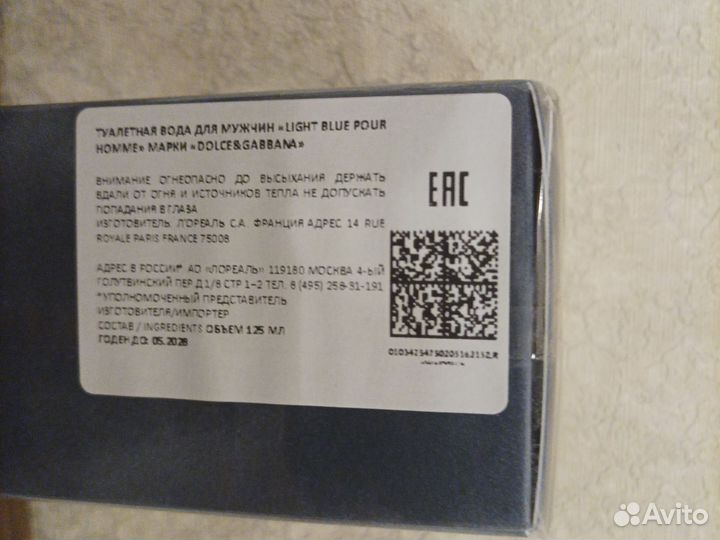 ТУАЛЕТНАЯ ВОДА ДЛЯ МУЖЧИН «LIGHT BLUE POUR
HOMME» МАРКИ «DOLCE&GABBANA»
ВНИМАНИЕ ОГНЕОПАСНО ДО ВЫСЫХАНИЯ ДЕРЖАТЬ
ВДАЛИ ОТ ОГНЯ И ИСТОЧНИКОВ ТЕПЛА НЕ ДОПУСКАТЬ
ПОПАДАНИЯ В ГЛАЗА
ИЗГОТОВИТЕЛЬ Л'ОРЕАЛЬ С.А. ФРАНЦИЯ АДРЕС 14 RUE
ROYALE PARIS FRANCE 75008
АДРЕС В РОССИИ* АО «ЛОРЕАЛЬ» 119180 МОСКВА 4-ЫЙ
ГОЛУТВИНСКИЙ ПЕР Д 1/8 СТР 1–2 ТЕЛ. 8 (495) 258-31-191
*УПОЛНОМОЧЕННЫЙ ПРЕДСТАВИТЕЛЬ
ИЗГОТОВИТЕЛЯ/ИМПОРТЕР
СОСТАВ / INGREDIENTS ОБЪЕМ 125 МЛ
ГОДЕН ДО: 05.2028
EAC
Avito